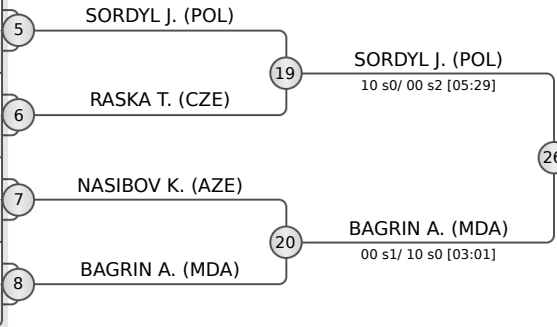 SORDYL J. (POL)
5
19
SORDYL J. (POL)
10 s0/ 00 s2 [05:29]
RASKA T. (CZE)
6
26
NASIBOV K. (AZE)
7
20
BAGRIN A. (MDA)
00 s1/ 10 s0 [03:01]
BAGRIN A. (MDA)
8